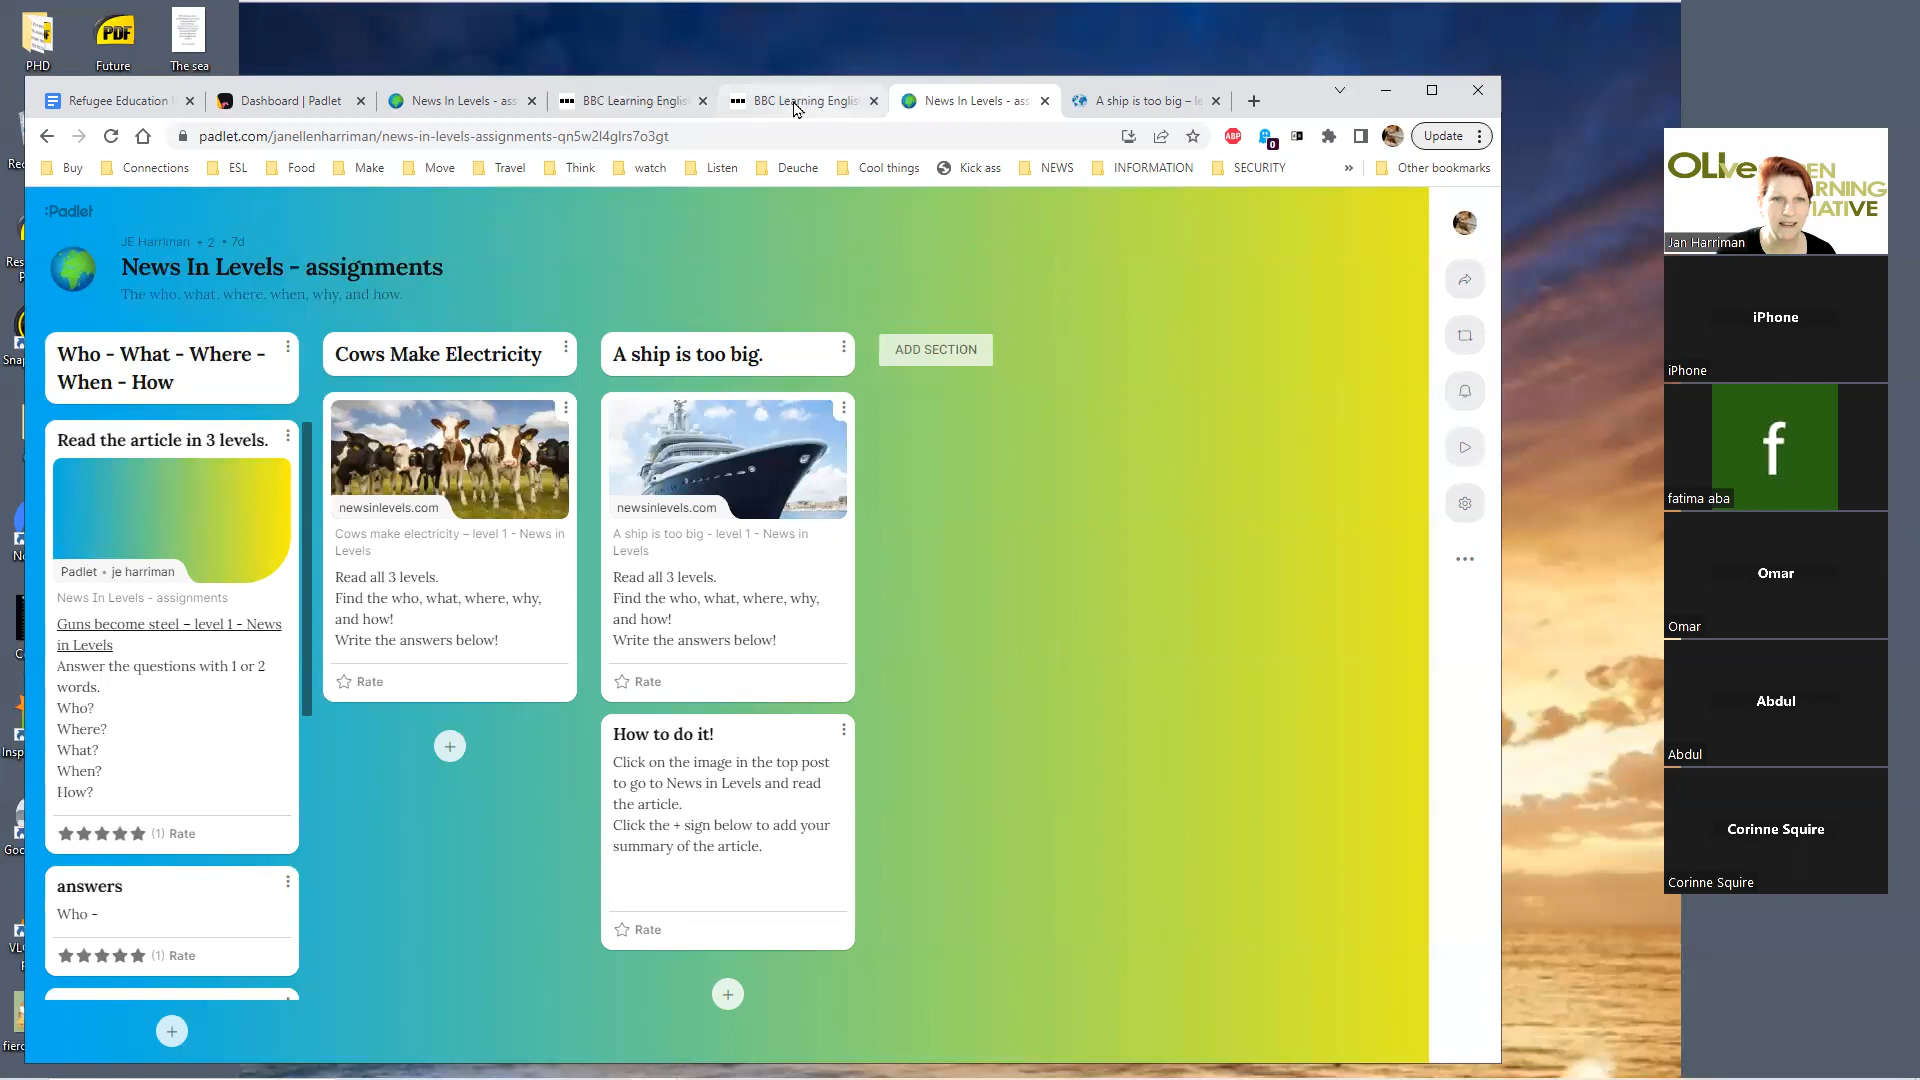 PHD
Future
The sea
Refugee Education
Dashboard | Padlet
News In Levels - ass
BBC Learning Englis
BBC Learning Englis
News In Levels - ass
A ship is too big – le
padlet.com/janellenharriman/news-in-levels-assignments-qn5w2l4glrs7o3gt
ABP
0
Update
Buy
Connections
ESL
Food
Make
Move
Travel
Think
watch
Listen
Deuche
Cool things
Kick ass
NEWS
INFORMATION
SECURITY
»
Other bookmarks
:Padlet
JE Harriman + 2 • 7d
News In Levels - assignments
The who, what, where, when, why, and how.
Who - What - Where -
When - How
Read the article in 3 levels.
Padlet • je harriman
News In Levels - assignments
Guns become steel – level 1 - News
in Levels
Answer the questions with 1 or 2
words.
Who?
Where?
What?
When?
How?
(1) Rate
answers
Who -
(1) Rate
Cows Make Electricity
newsinlevels.com
Cows make electricity – level 1 - News in
Levels
Read all 3 levels.
Find the who, what, where, why,
and how!
Write the answers below!
Rate
A ship is too big.
newsinlevels.com
A ship is too big - level 1 - News in
Levels
Read all 3 levels.
Find the who, what, where, why,
and how!
Write the answers below!
Rate
How to do it!
Click on the image in the top post
to go to News in Levels and read
the article.
Click the + sign below to add your
summary of the article.
Rate
ADD SECTION
OLIve
Jan Harriman
iPhone
iPhone
f
fatima aba
Omar
Omar
Abdul
Abdul
Corinne Squire
Corinne Squire